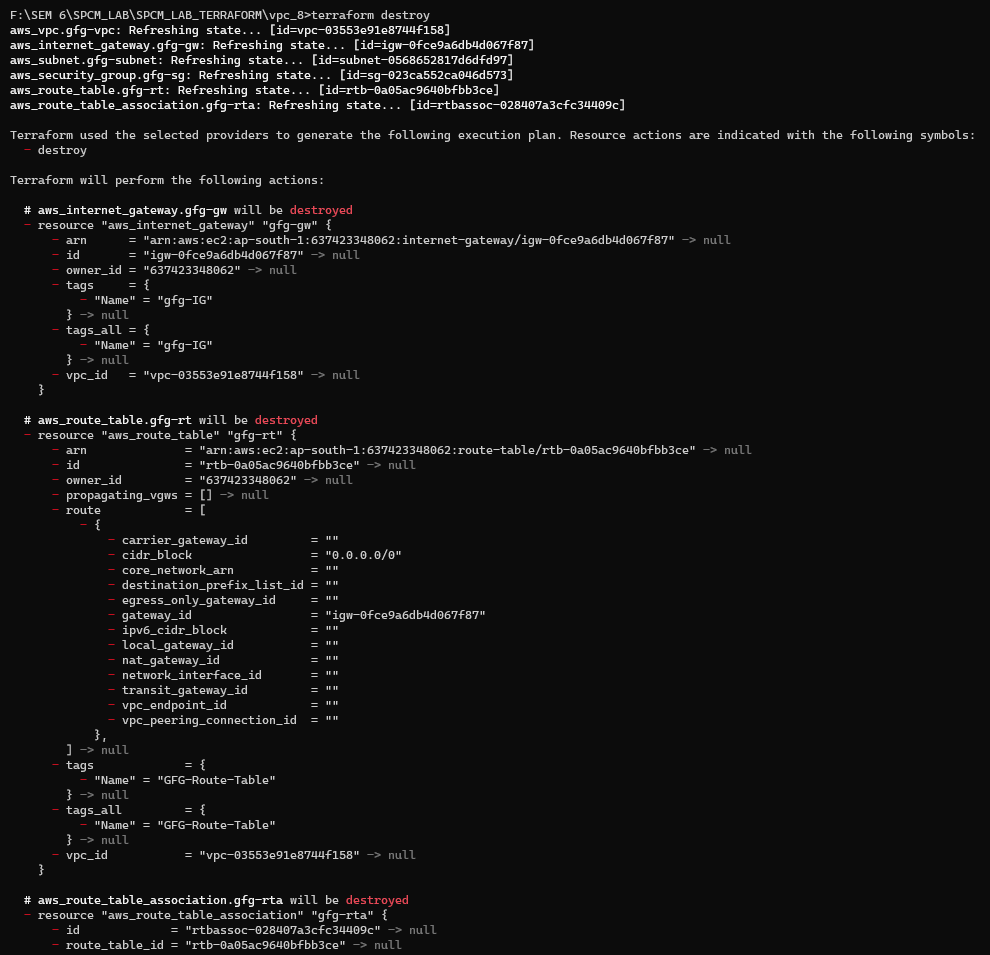 F:\SEM 6\SPCM_LAB\SPCM_LAB_TERRAFORM\vpc_8>terraform destroy
aws_vpc.gfg-vpc: Refreshing state... [id=vpc-03553e91e8744f158]
aws_internet_gateway.gfg-gw: Refreshing state... [id=igw-0fce9a6db4d067f87]
aws_subnet.gfg-subnet: Refreshing state... [id=subnet-0568652817d6dfd97]
aws_security_group.gfg-sg: Refreshing state... [id=sg-023ca552ca046d573]
aws_route_table.gfg-rt: Refreshing state... [id=rtb-0a05ac9640bfbb3ce]
aws_route_table_association.gfg-rta: Refreshing state... [id=rtbassoc-028407a3cfc34409c]

Terraform used the selected providers to generate the following execution plan. Resource actions are indicated with the following symbols:
  - destroy

Terraform will perform the following actions:

  # aws_internet_gateway.gfg-gw will be destroyed
  - resource "aws_internet_gateway" "gfg-gw" {
      - arn      = "arn:aws:ec2:ap-south-1:637423348062:internet-gateway/igw-0fce9a6db4d067f87" -> null
      - id       = "igw-0fce9a6db4d067f87" -> null
      - owner_id = "637423348062" -> null
      - tags     = {
          - "Name" = "gfg-IG"
        } -> null
      - tags_all = {
          - "Name" = "gfg-IG"
        } -> null
      - vpc_id   = "vpc-03553e91e8744f158" -> null
    }

  # aws_route_table.gfg-rt will be destroyed
  - resource "aws_route_table" "gfg-rt" {
      - arn              = "arn:aws:ec2:ap-south-1:637423348062:route-table/rtb-0a05ac9640bfbb3ce" -> null
      - id               = "rtb-0a05ac9640bfbb3ce" -> null
      - owner_id         = "637423348062" -> null
      - propagating_vgws = [] -> null
      - route            = [
          - {
              - carrier_gateway_id         = ""
              - cidr_block                 = "0.0.0.0/0"
              - core_network_arn           = ""
              - destination_prefix_list_id = ""
              - egress_only_gateway_id     = ""
              - gateway_id                 = "igw-0fce9a6db4d067f87"
              - ipv6_cidr_block            = ""
              - local_gateway_id           = ""
              - nat_gateway_id             = ""
              - network_interface_id       = ""
              - transit_gateway_id         = ""
              - vpc_endpoint_id            = ""
              - vpc_peering_connection_id  = ""
            },
        ] -> null
      - tags             = {
          - "Name" = "GFG-Route-Table"
        } -> null
      - tags_all         = {
          - "Name" = "GFG-Route-Table"
        } -> null
      - vpc_id           = "vpc-03553e91e8744f158" -> null
    }

  # aws_route_table_association.gfg-rta will be destroyed
  - resource "aws_route_table_association" "gfg-rta" {
      - id             = "rtbassoc-028407a3cfc34409c" -> null
      - route_table_id = "rtb-0a05ac9640bfbb3ce" -> null